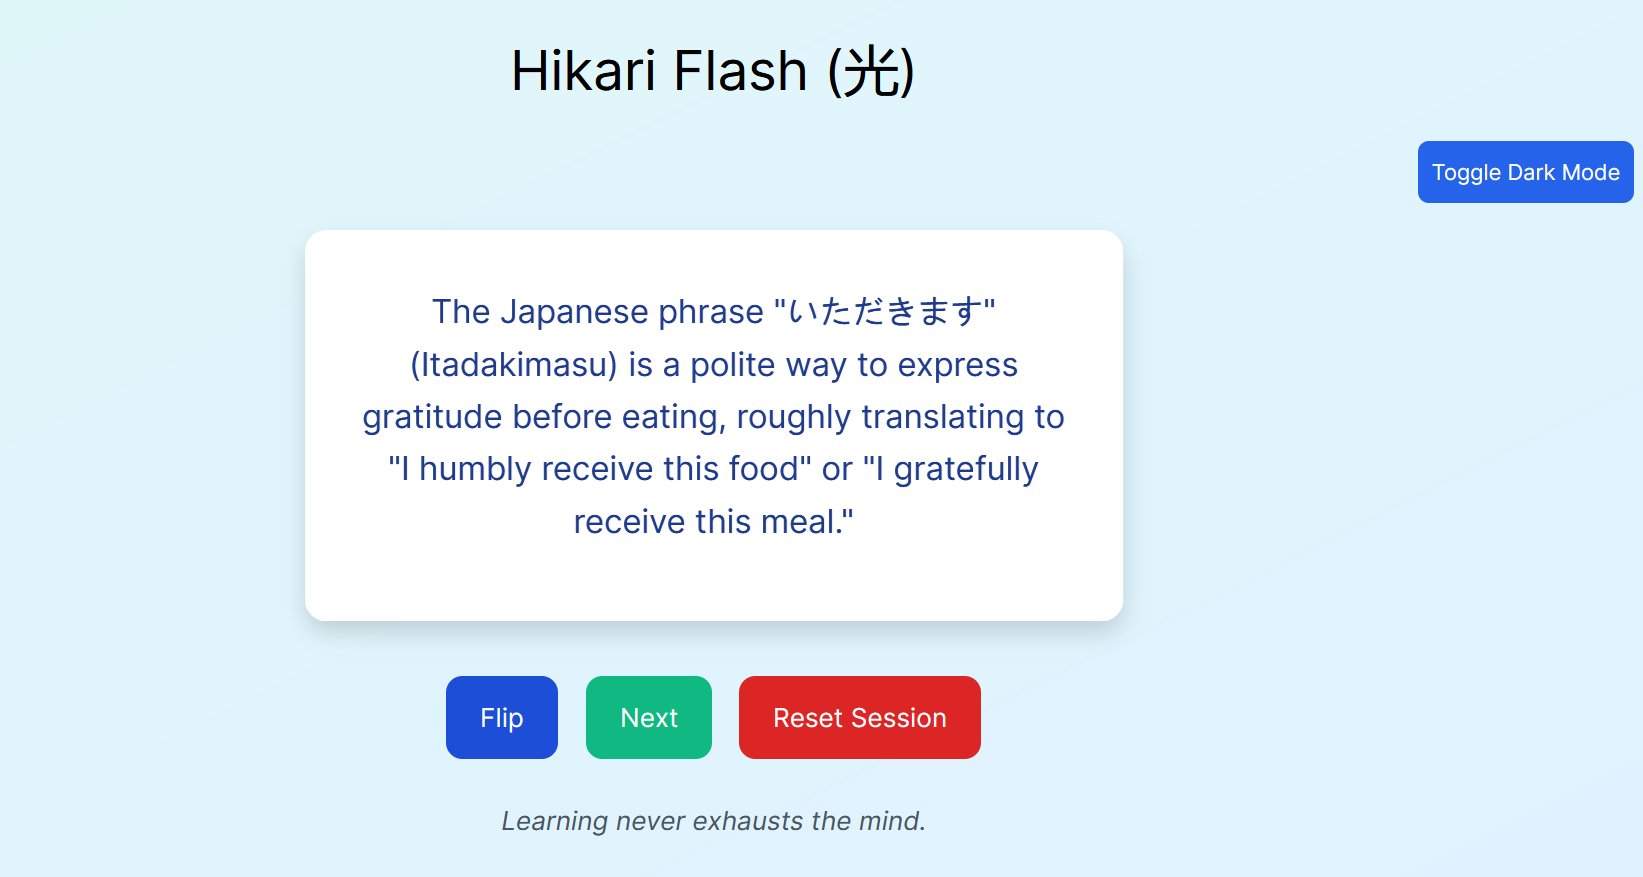 Hikari Flash (光)
Toggle Dark Mode
The Japanese phrase "いただきます"
(Itadakimasu) is a polite way to express
gratitude before eating, roughly translating to
"I humbly receive this food" or "I gratefully
receive this meal."
Flip
Next
Reset Session
Learning never exhausts the mind.